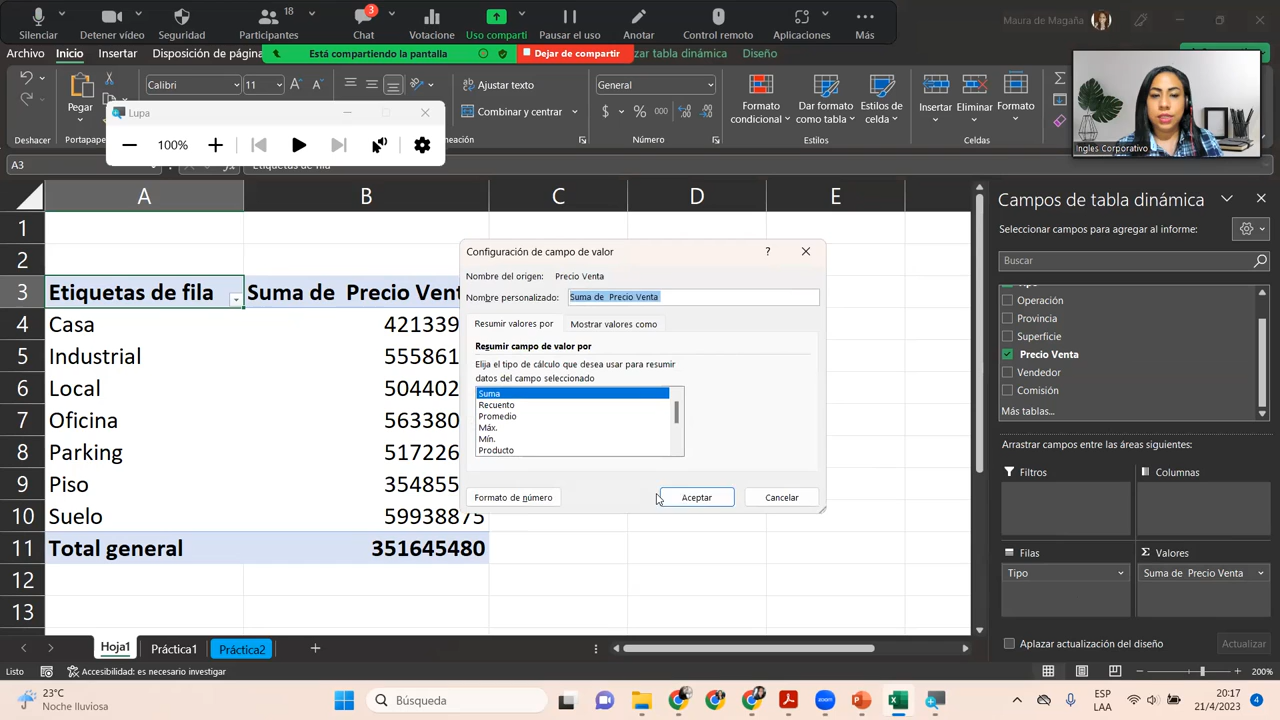 Silenciar
Detener vídeo
Seguridad
18
Participantes
3
Chat
Votacione
Uso comparti
Pausar el uso
Anotar
Control remoto
Aplicaciones
Más
Maura de Magaña
Archivo
Inicio
Insertar
Disposición de página
Está compartiendo la pantalla
Dejar de compartir
zar tabla dinámica
Diseño
Pegar
Calibri
11
Ajustar texto
Combinar y centrar
General
$ % 000
Formato condicional
Dar formato como tabla
Estilos de celda
Insertar
Eliminar
Formato
Deshacer
Portapape
neación
Número
Estilos
Celdas
Lupa
100%
Ingles Corporativo
A3
Etiquetas de fila
A B C D E
1
2
3 Etiquetas de fila Suma de Precio Vent
4 Casa 421339
5 Industrial 555861
6 Local 504402
7 Oficina 563380
8 Parking 517226
9 Piso 354855
10 Suelo 59938875
11 Total general 351645480
12
13
Configuración de campo de valor
?
Nombre del origen: Precio Venta
Nombre personalizado: Suma de Precio Venta
Resumir valores por
Mostrar valores como
Resumir campo de valor por
Elija el tipo de cálculo que desea usar para resumir
datos del campo seleccionado
Suma
Recuento
Promedio
Máx.
Mín.
Producto
Formato de número
Aceptar
Cancelar
Campos de tabla dinámica
Seleccionar campos para agregar al informe:
Buscar
Tipo
Operación
Provincia
Superficie
Precio Venta
Vendedor
Comisión
Más tablas...
Arrastrar campos entre las áreas siguientes:
Filtros
Columnas
Filas
Σ Valores
Tipo
Suma de Precio Venta
Aplazar actualización del diseño
Actualizar
Hoja1
Práctica1
Práctica2
Listo
Accesibilidad: es necesario investigar
200%
23°C
Noche lluviosa
Búsqueda
ESP
LAA
20:17
21/4/2023
4